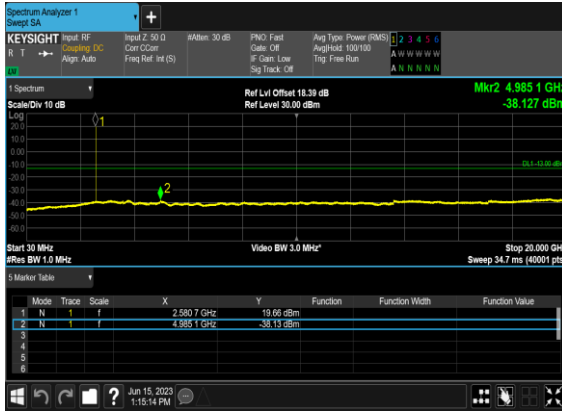 Spectrum Analyzer 1
Swept SA
+
KEYSIGHT Input: RF Input Z: 50 Ω #Atten: 30 dB PNO: Fast Avg Type: Power (RMS) 1 2 3 4 5 6
R T Coupling: DC Corr CCorr Gate: Off Avg|Hold: 100/100 A W W W W W
Align: Auto Freq Ref: Int (S) IF Gain: Low Trig: Free Run
Sig Track: Off A N N N N N
1 Spectrum Ref Lvl Offset 18.39 dB Mkr2 4.985 1 GHz
Scale/Div 10 dB Ref Level 30.00 dBm -38.127 dBm
Log
20.0
10.0
0.00
-10.0
-20.0
-30.0
-40.0
-50.0
-60.0
1
2
DL1 -13.00 dBm
Start 30 MHz Video BW 3.0 MHz* Stop 20.000 GHz
#Res BW 1.0 MHz Sweep 34.7 ms (40001 pts)
5 Marker Table
Mode Trace Scale X Y Function Function Width Function Value
1 N 1 f 2.580 7 GHz 19.66 dBm
2 N 1 f 4.985 1 GHz -38.13 dBm
3
4
5
6
? Jun 15, 2023
1:15:14 PM